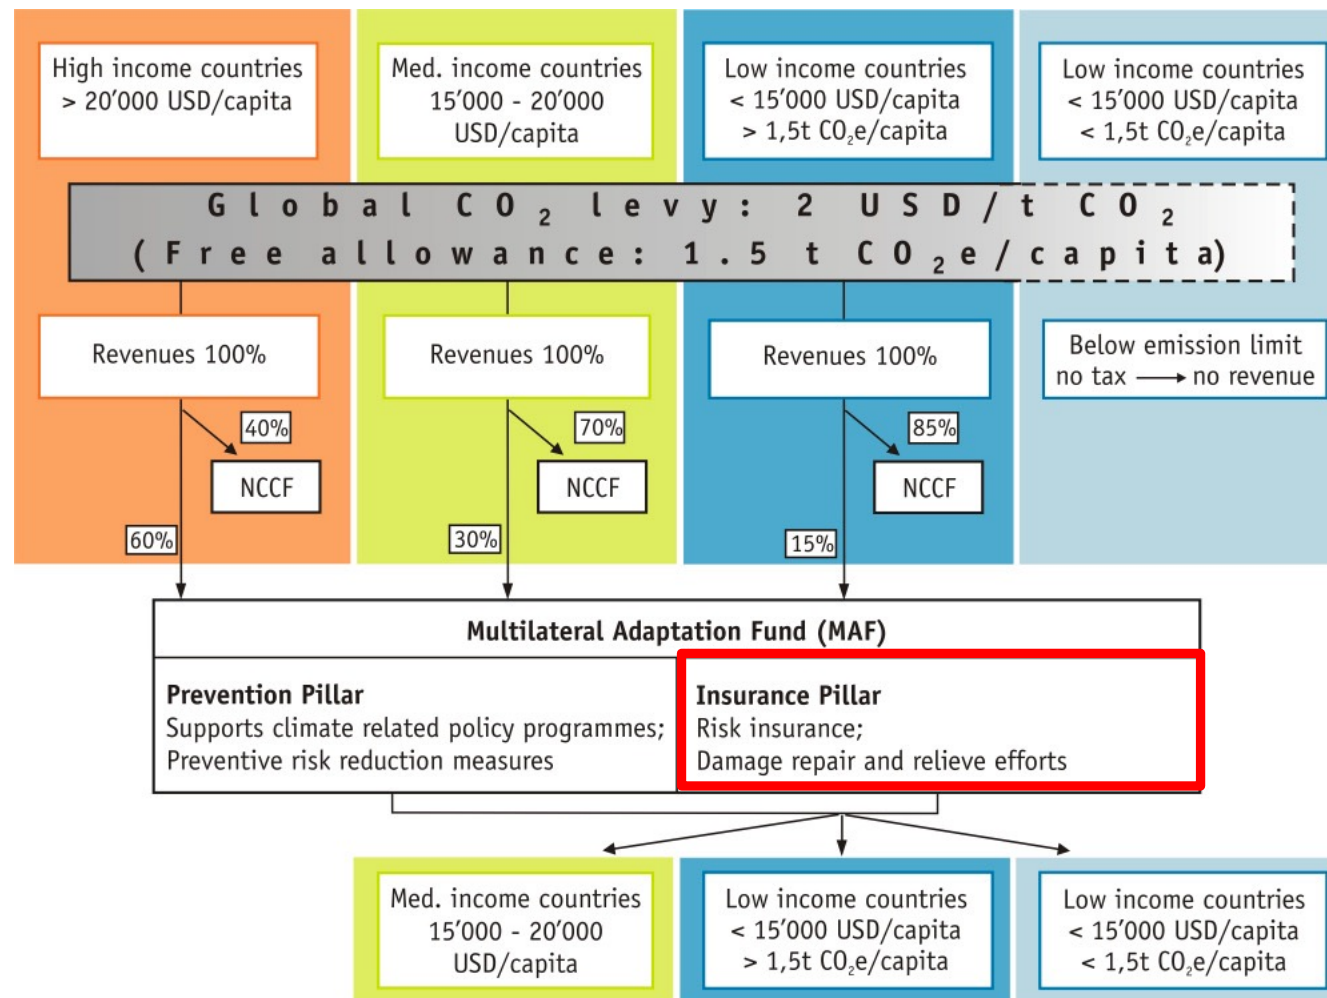 High income countries
> 20’000 USD/capita
Med. income countries
15’000 - 20’000
USD/capita
Low income countries
< 15’000 USD/capita
> 1,5t CO₂e/capita
Low income countries
< 15’000 USD/capita
< 1,5t CO₂e/capita
Global CO₂ levy: 2 USD/t CO₂
(Free allowance: 1.5 t CO₂e/capita)
Revenues 100%
Revenues 100%
Revenues 100%
Below emission limit
no tax → no revenue
40%
70%
85%
NCCF
NCCF
NCCF
60%
30%
15%
Multilateral Adaptation Fund (MAF)
Prevention Pillar
Supports climate related policy programmes;
Preventive risk reduction measures
Insurance Pillar
Risk insurance;
Damage repair and relieve efforts
Med. income countries
15’000 - 20’000
USD/capita
Low income countries
< 15’000 USD/capita
> 1,5t CO₂e/capita
Low income countries
< 15’000 USD/capita
< 1,5t CO₂e/capita